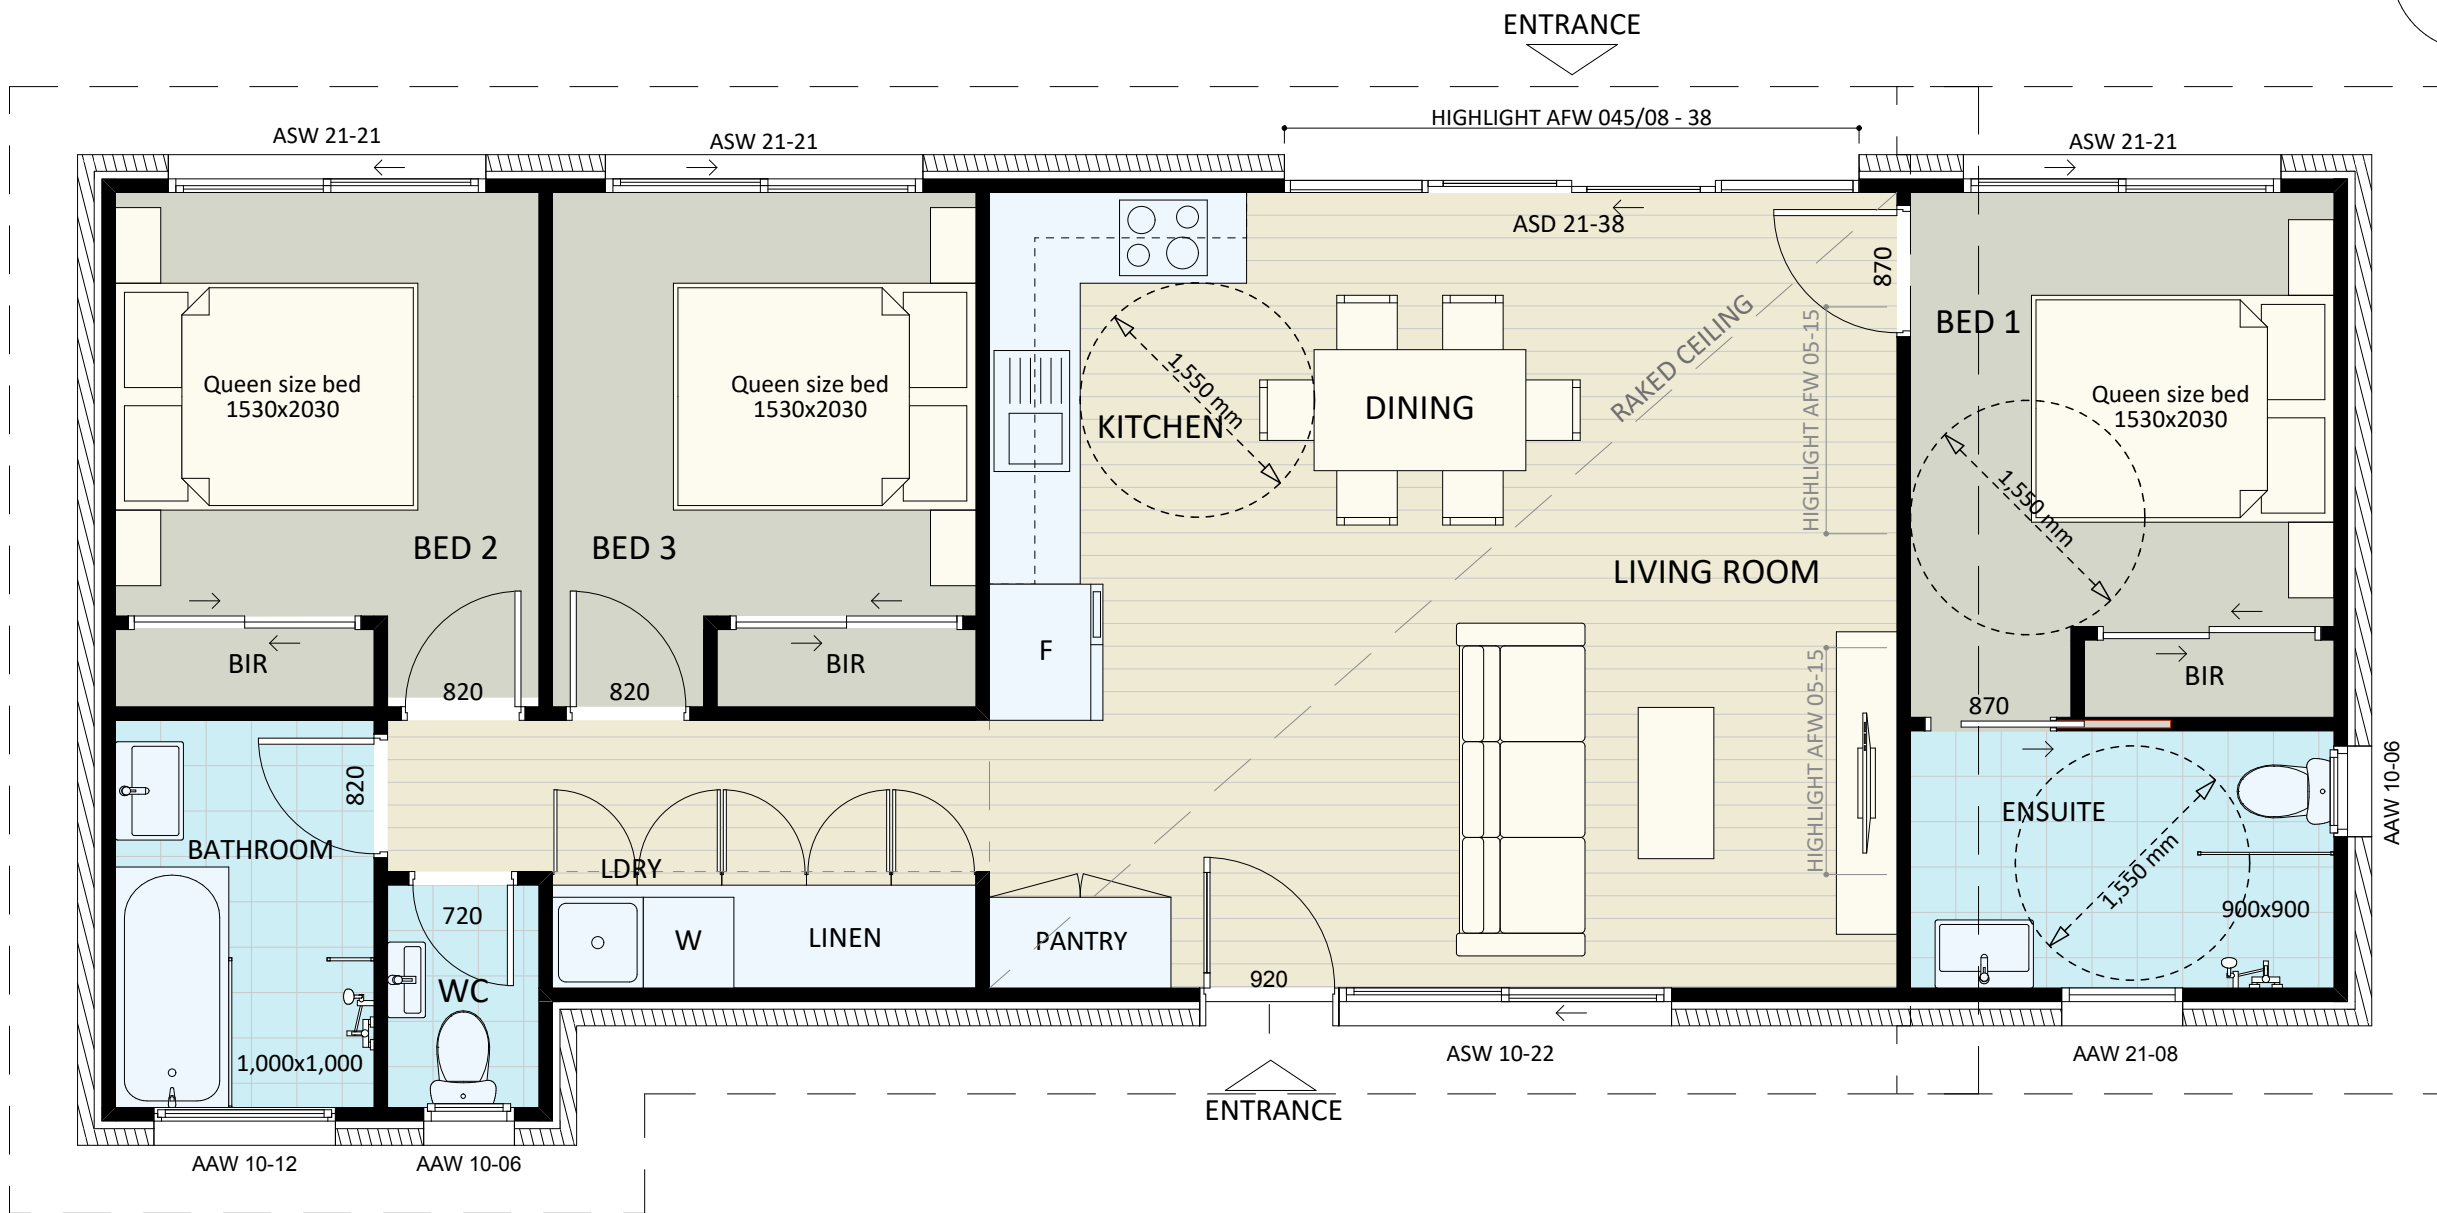 ENTRANCE
HIGHLIGHT AFW 045/08 - 38
ASW 21-21
ASW 21-21
ASW 21-21
ASD 21-38
870
BED 1
RAKED CEILING
HIGHLIGHT AFW 05-15
Queen size bed
1530x2030
Queen size bed
1530x2030
1,550 mm
KITCHEN
DINING
Queen size bed
1530x2030
1,550 mm
BED 2
BED 3
LIVING ROOM
BIR
BIR
F
HIGHLIGHT AFW 05-15
BIR
820
820
870
820
BATHROOM
LDRY
ENSUITE
AAW 10-06
1,550 mm
720
W
LINEN
PANTRY
900x900
WC
920
1,000x1,000
ASW 10-22
AAW 21-08
ENTRANCE
AAW 10-12
AAW 10-06